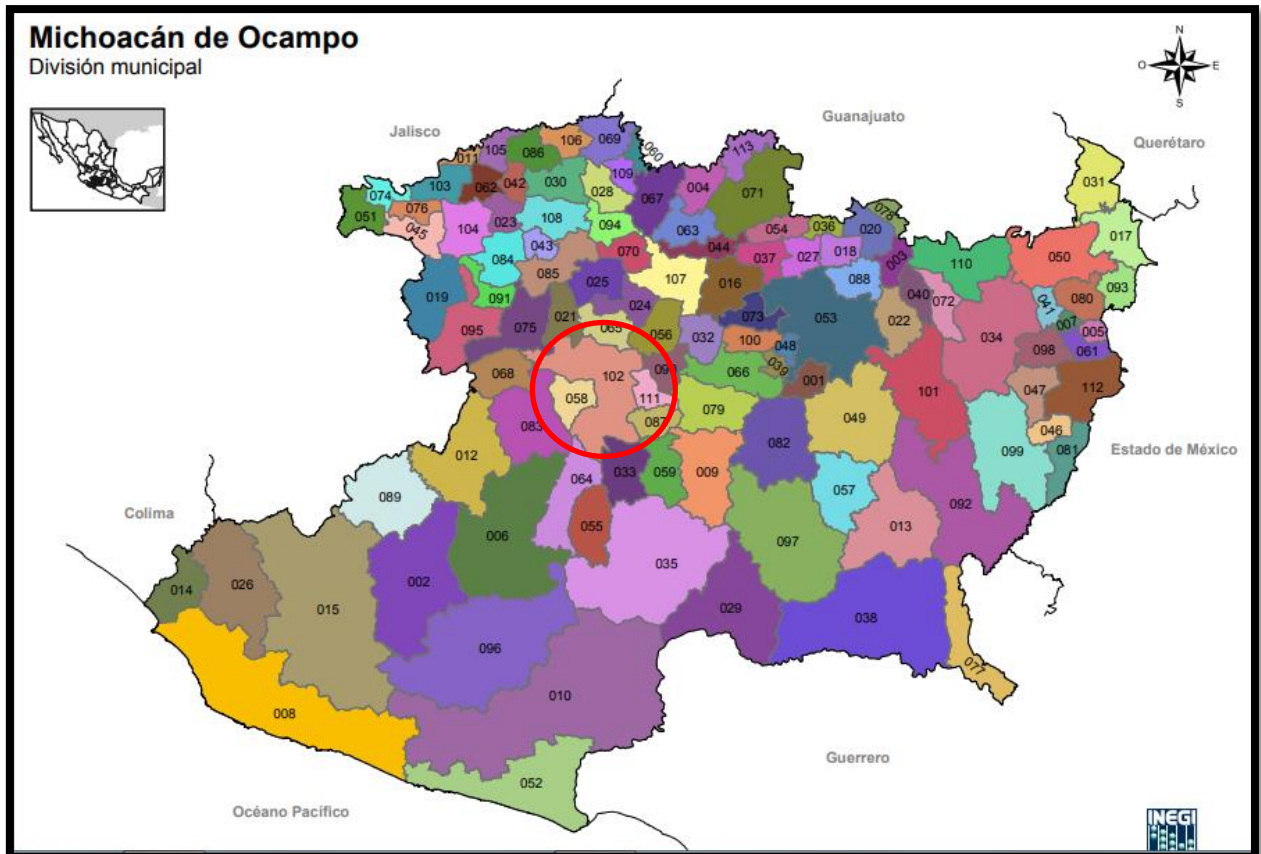 Michoacán de Ocampo
División municipal
N
O
E
S
Jalisco
Guanajuato
Querétaro
011 105 086 106 069 060 113
074 103 062 042 030 028 109 067 004 071 031
051 076 045 104 023 108 094 063 054 036 020 078 017
084 043 070 044 037 027 018 003 110 050
019 091 085 025 107 016 088 093
024 040 072 041 080
095 075 021 065 056 032 073 053 022 034 007 005
100 048 098 061
068 102 090 066 039 001 101 047 112
058 111 079 049 046
083 087 082 099 081
012
Estado de México
064 033 059 009 057 092
089
Colima
006 055 097 013
035
026 002
014 015 029 038
096
077
010
008
Guerrero
052
Océano Pacífico
INEGI